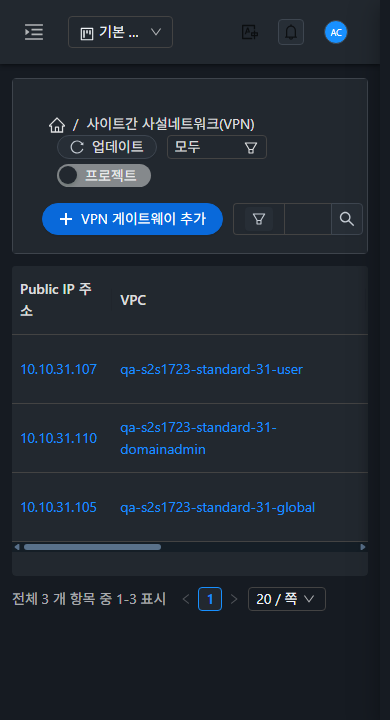 기본 ...
AC
/ 사이트간 사설네트워크(VPN)
업데이트
모두
프로젝트
VPN 게이트웨이 추가
Public IP 주
소
VPC
10.10.31.107
qa-s2s1723-standard-31-user
10.10.31.110
qa-s2s1723-standard-31-
domainadmin
10.10.31.105
qa-s2s1723-standard-31-global
전체 3 개 항목 중 1-3 표시
1
20 / 쪽